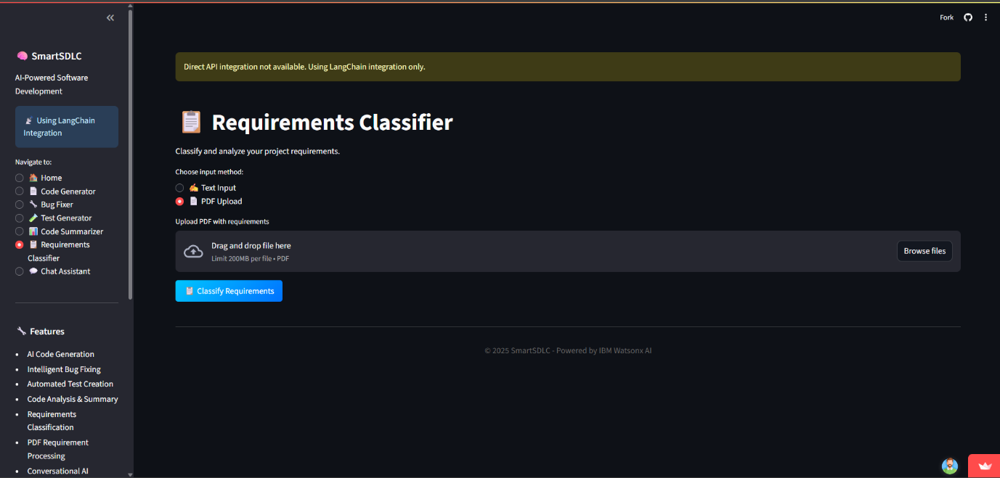 Fork
SmartSDLC
AI-Powered Software
Development
Using LangChain
Integration
Navigate to:
Home
Code Generator
Bug Fixer
Test Generator
Code Summarizer
Requirements
Classifier
Chat Assistant
Features
AI Code Generation
Intelligent Bug Fixing
Automated Test Creation
Code Analysis & Summary
Requirements
Classification
PDF Requirement
Processing
Conversational AI
Direct API integration not available. Using LangChain integration only.
Requirements Classifier
Classify and analyze your project requirements.
Choose input method:
Text Input
PDF Upload
Upload PDF with requirements
Drag and drop file here
Limit 200MB per file • PDF
Browse files
Classify Requirements
© 2025 SmartSDLC - Powered by IBM Watsonx AI